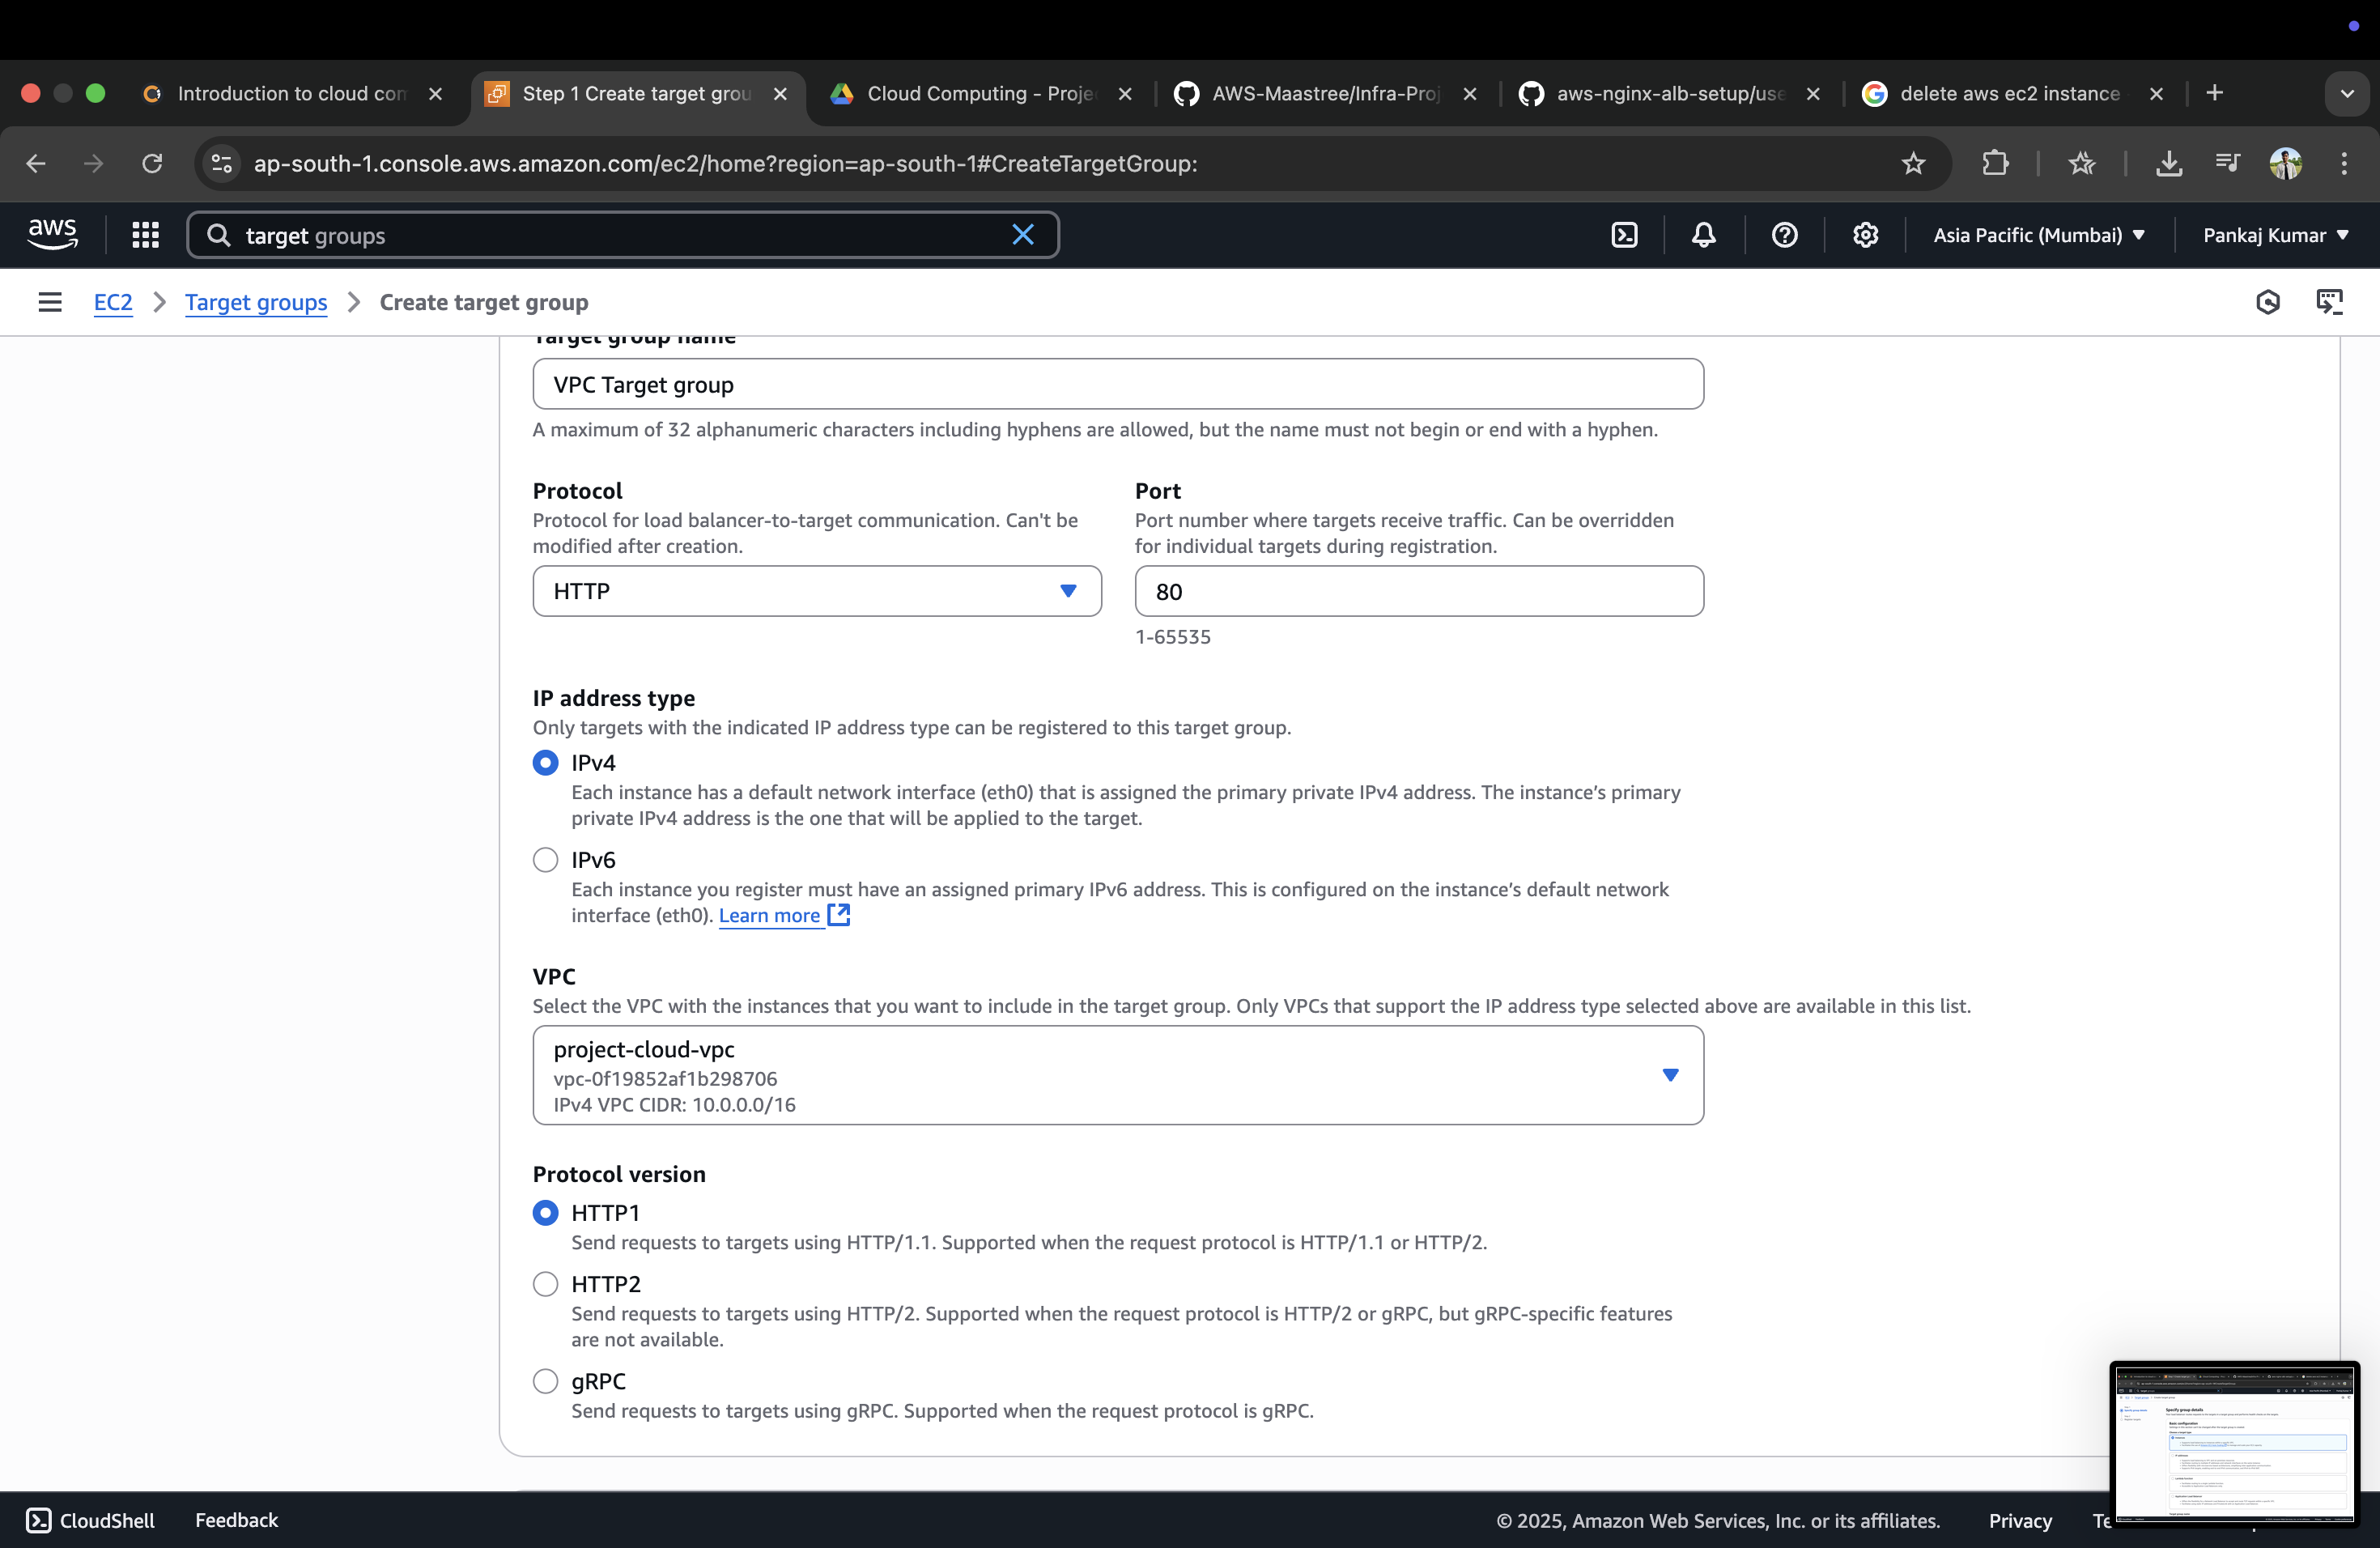 Introduction to cloud con
Step 1 Create target grou
Cloud Computing - Proje
AWS-Maastree/Infra-Proj
aws-nginx-alb-setup/use
delete aws ec2 instance
ap-south-1.console.aws.amazon.com/ec2/home?region=ap-south-1#CreateTargetGroup:
aws
target groups
Asia Pacific (Mumbai)
Pankaj Kumar
EC2
Target groups
Create target group
Target group name
VPC Target group
A maximum of 32 alphanumeric characters including hyphens are allowed, but the name must not begin or end with a hyphen.
Protocol
Protocol for load balancer-to-target communication. Can't be
modified after creation.
HTTP
Port
Port number where targets receive traffic. Can be overridden
for individual targets during registration.
80
1-65535
IP address type
Only targets with the indicated IP address type can be registered to this target group.
IPv4
Each instance has a default network interface (eth0) that is assigned the primary private IPv4 address. The instance’s primary
private IPv4 address is the one that will be applied to the target.
IPv6
Each instance you register must have an assigned primary IPv6 address. This is configured on the instance’s default network
interface (eth0). Learn more
VPC
Select the VPC with the instances that you want to include in the target group. Only VPCs that support the IP address type selected above are available in this list.
project-cloud-vpc
vpc-0f19852af1b298706
IPv4 VPC CIDR: 10.0.0.0/16
Protocol version
HTTP1
Send requests to targets using HTTP/1.1. Supported when the request protocol is HTTP/1.1 or HTTP/2.
HTTP2
Send requests to targets using HTTP/2. Supported when the request protocol is HTTP/2 or gRPC, but gRPC-specific features
are not available.
gRPC
Send requests to targets using gRPC. Supported when the request protocol is gRPC.
CloudShell
Feedback
© 2025, Amazon Web Services, Inc. or its affiliates.
Privacy
Te